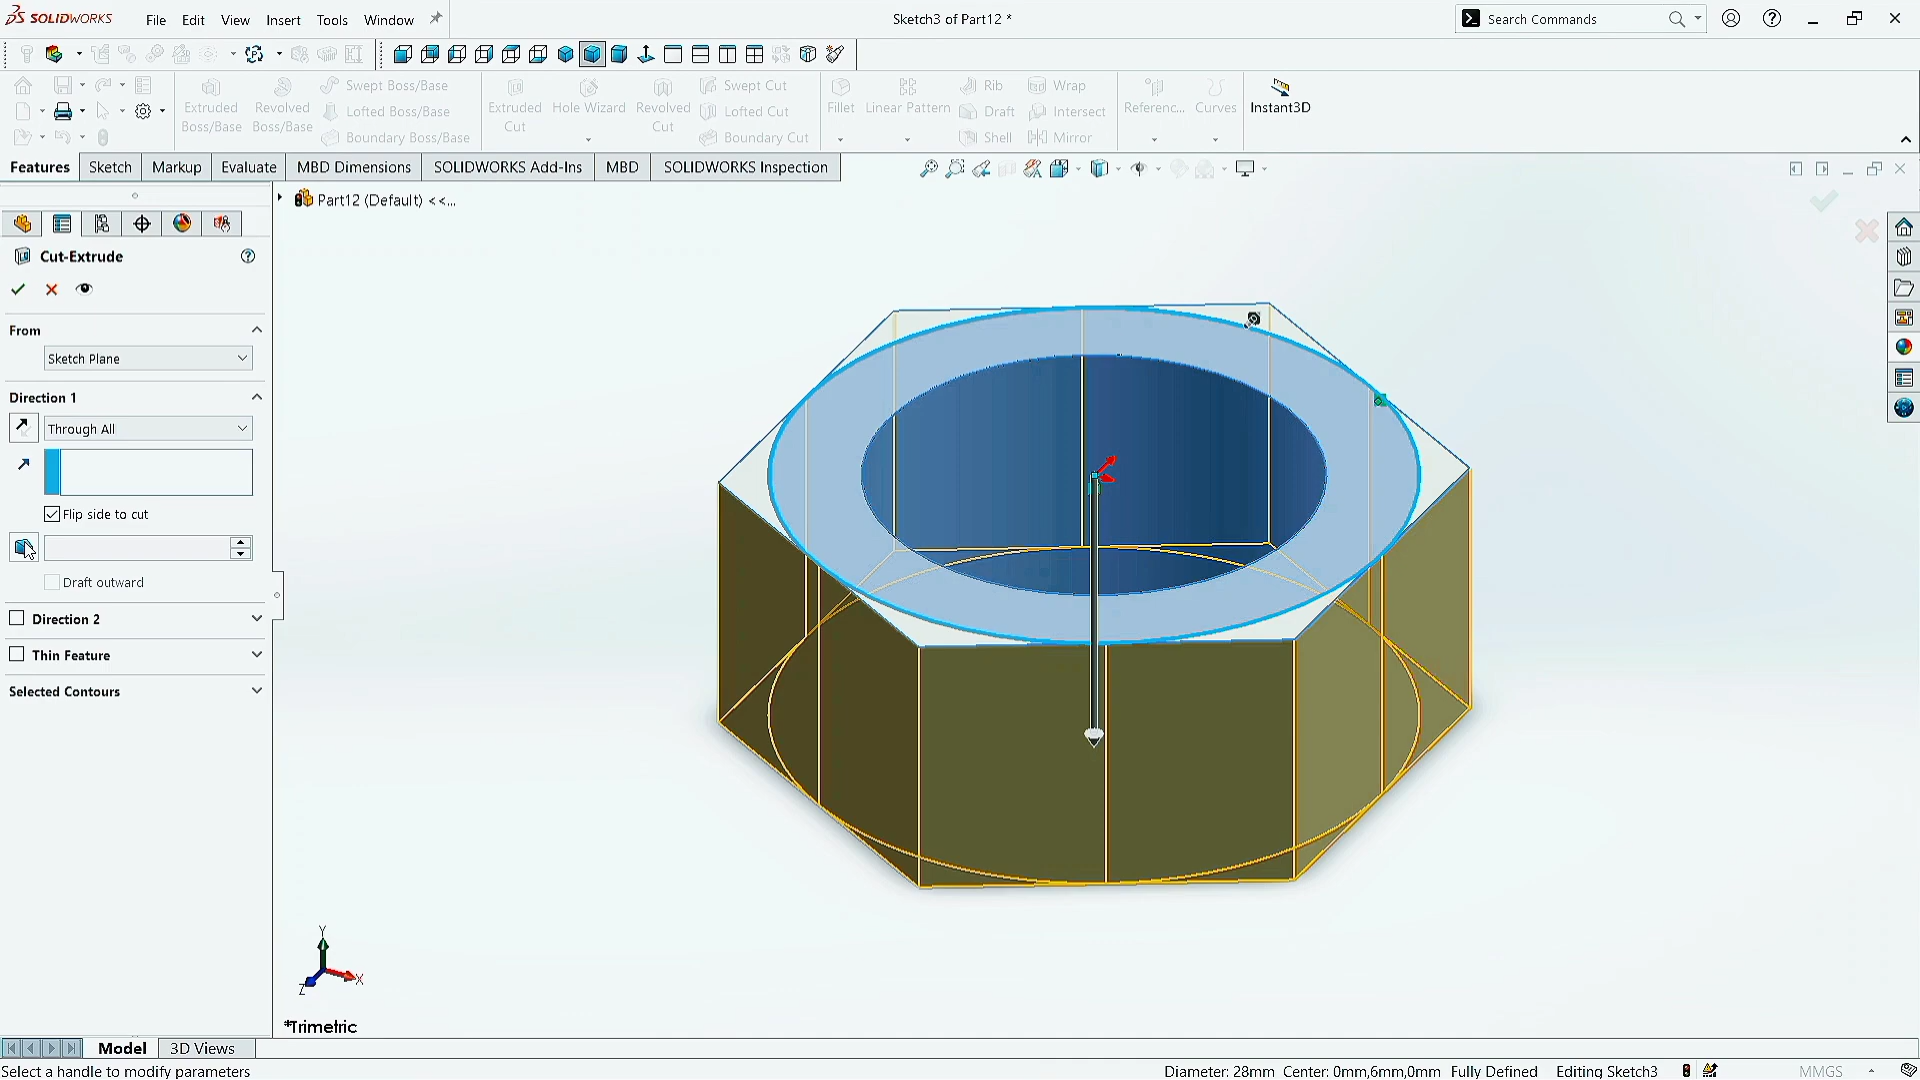 SOLIDWORKS File Edit View Insert Tools Window Sketch3 of Part12 * Search Commands
Extruded Boss/Base
Revolved Boss/Base
Swept Boss/Base
Lofted Boss/Base
Boundary Boss/Base
Extruded Cut
Hole Wizard
Revolved Cut
Swept Cut
Lofted Cut
Boundary Cut
Fillet
Linear Pattern
Rib
Draft
Shell
Wrap
Intersect
Mirror
Referenc...
Curves
Instant3D
Features Sketch Markup Evaluate MBD Dimensions SOLIDWORKS Add-Ins MBD SOLIDWORKS Inspection
Part12 (Default) <<...
Cut-Extrude
From
Sketch Plane
Direction 1
Through All
Flip side to cut
Draft outward
Direction 2
Thin Feature
Selected Contours
Y
X
Z
*Trimetric
Model 3D Views
Select a handle to modify parameters Diameter: 28mm Center: 0mm,6mm,0mm Fully Defined Editing Sketch3 MMGS